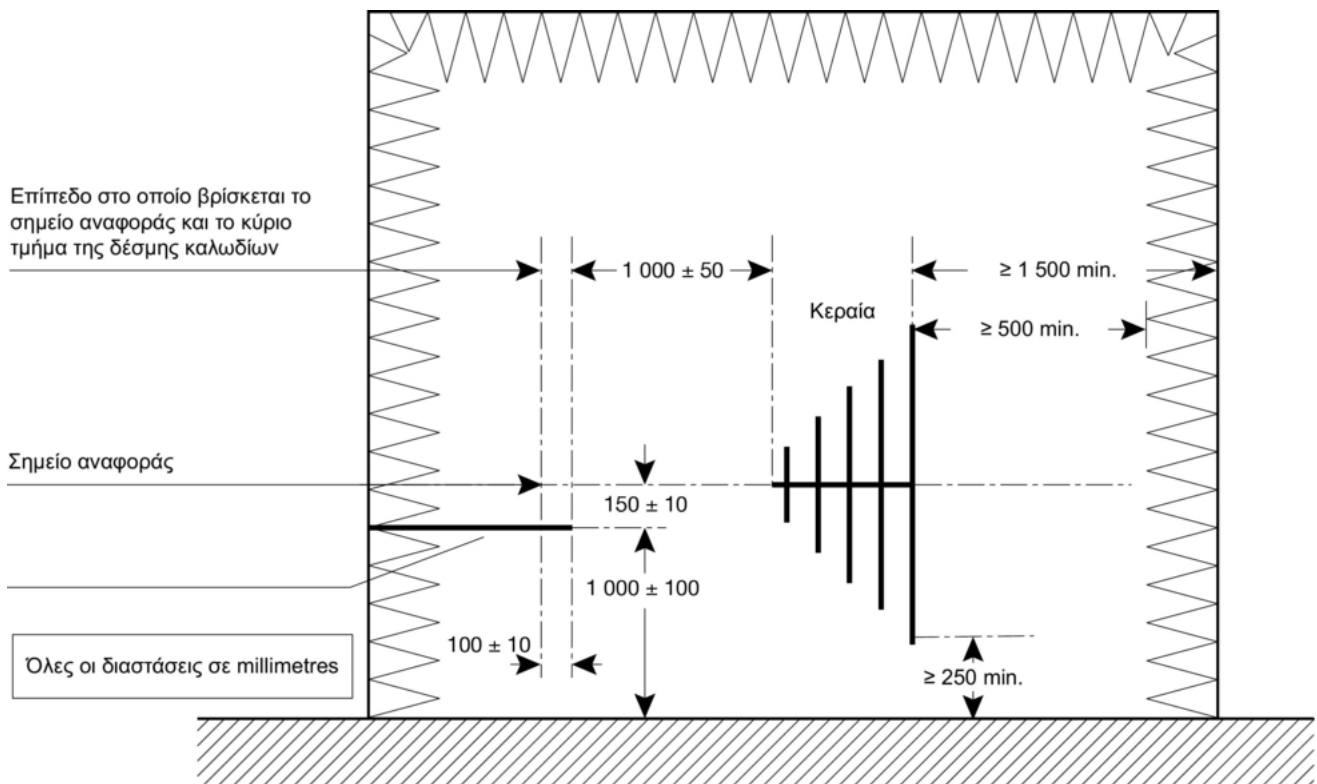 Επίπεδο στο οποίο βρίσκεται το
σημείο αναφοράς και το κύριο
τμήμα της δέσμης καλωδίων
1 000 ± 50
≥ 1 500 min.
Κεραία
≥ 500 min.
Σημείο αναφοράς
150 ± 10
1 000 ± 100
100 ± 10
Όλες οι διαστάσεις σε millimetres
≥ 250 min.